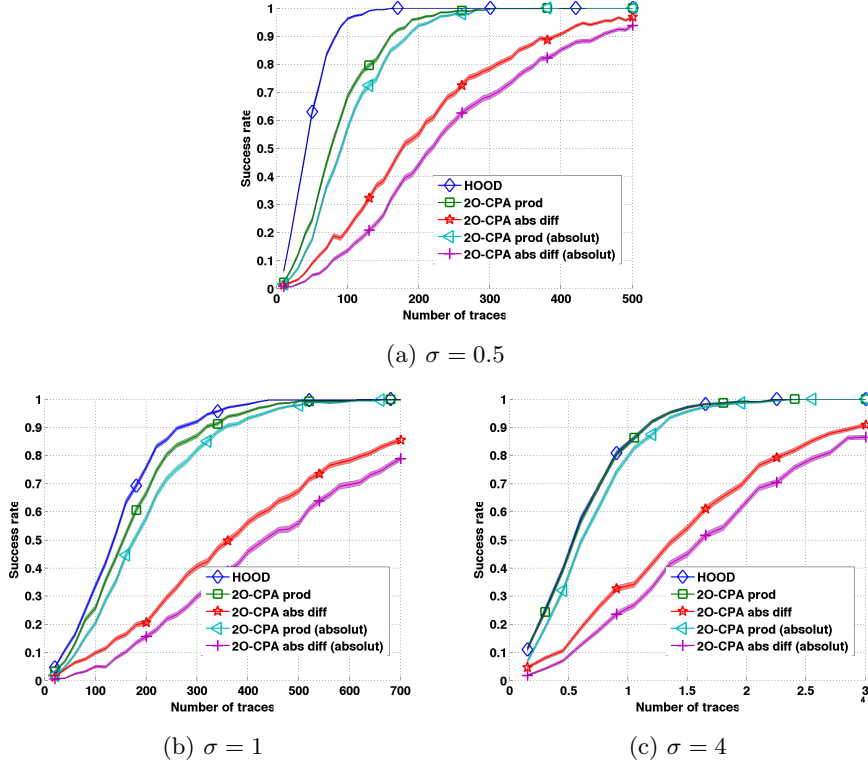 1
0.9
0.8
0.7
0.6
0.5
0.4
0.3
0.2
0.1
0
Success rate
0 100 200 300 400 500
Number of traces
HOOD
2O-CPA prod
2O-CPA abs diff
2O-CPA prod (absolut)
2O-CPA abs diff (absolut)
(a) σ = 0.5
1
0.9
0.8
0.7
0.6
0.5
0.4
0.3
0.2
0.1
0
Success rate
0 100 200 300 400 500 600 700
Number of traces
HOOD
2O-CPA prod
2O-CPA abs diff
2O-CPA prod (absolut)
2O-CPA abs diff (absolut)
(b) σ = 1
1
0.9
0.8
0.7
0.6
0.5
0.4
0.3
0.2
0.1
0
Success rate
0 0.5 1 1.5 2 2.5 3
4
Number of traces
HOOD
2O-CPA prod
2O-CPA abs diff
2O-CPA prod (absolut)
2O-CPA abs diff (absolut)
(c) σ = 4